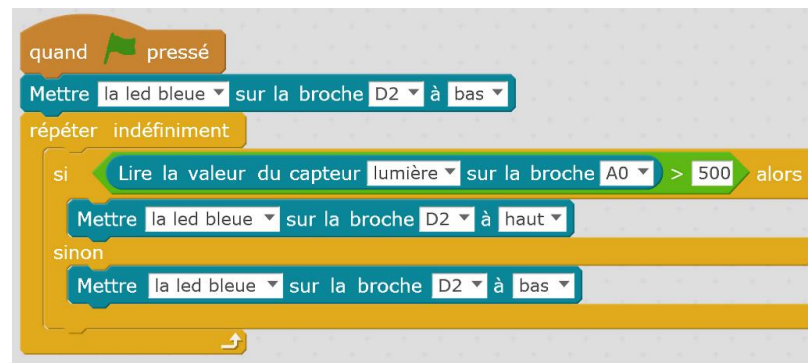 quand pressé
Mettre la led bleue sur la broche D2 à bas
répéter indéfiniment
si Lire la valeur du capteur lumière sur la broche A0 > 500 alors
Mettre la led bleue sur la broche D2 à haut
sinon
Mettre la led bleue sur la broche D2 à bas